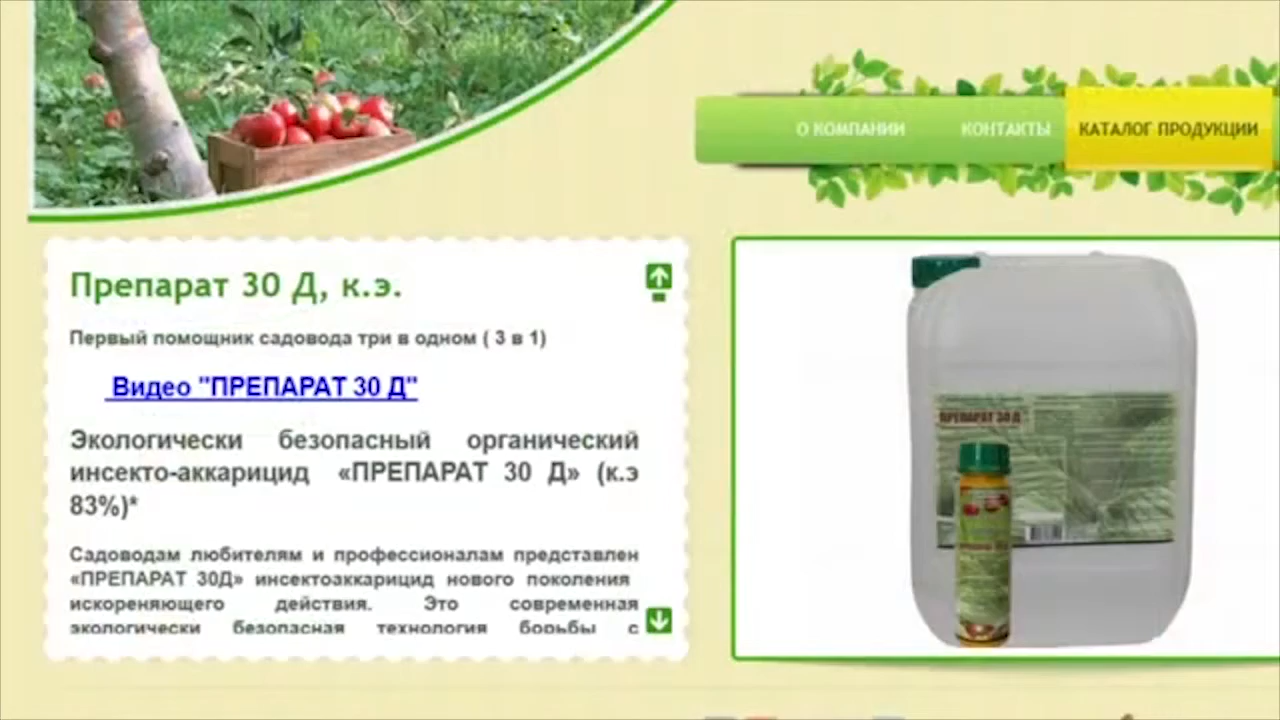 О КОМПАНИИ
КОНТАКТЫ
КАТАЛОГ ПРОДУКЦИИ
Препарат 30 Д, к.э.
Первый помощник садовода три в одном ( 3 в 1)
Видео "ПРЕПАРАТ 30 Д"
Экологически безопасный органический
инсекто-аккарицид «ПРЕПАРАТ 30 Д» (к.э
83%)*
Садоводам любителям и профессионалам представлен
«ПРЕПАРАТ 30Д» инсектоаккарицид нового поколения
искореняющего действия. Это современная
экологически безопасная технология борьбы с
ПРЕПАРАТ 30 Д